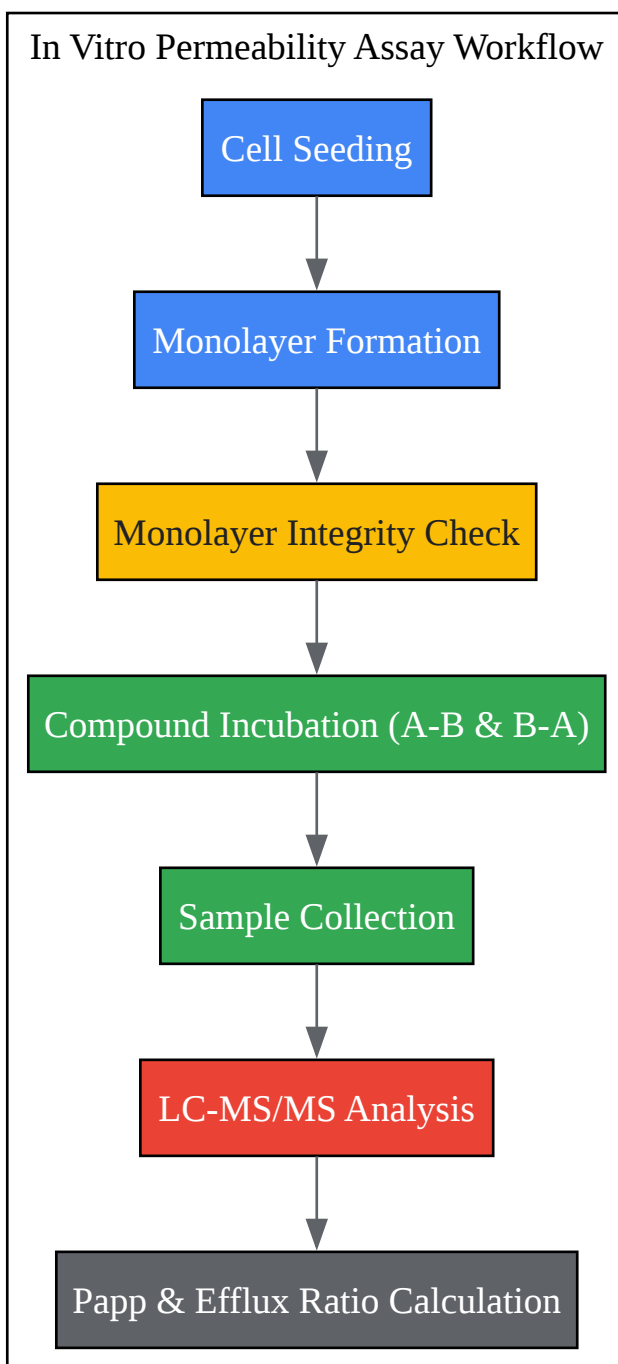 In Vitro Permeability Assay Workflow
Cell Seeding
Monolayer Formation
Monolayer Integrity Check
Compound Incubation (A-B & B-A)
Sample Collection
LC-MS/MS Analysis
Papp & Efflux Ratio Calculation